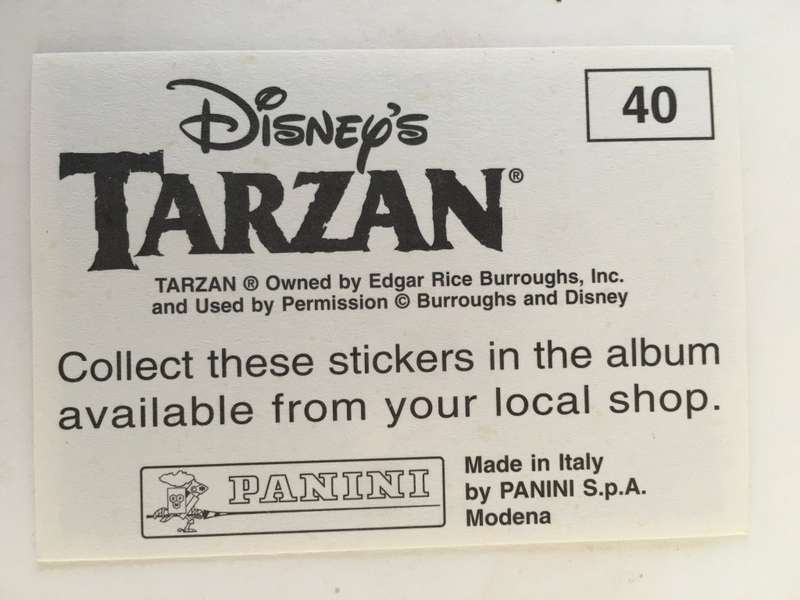 DISNEY'S
TARZAN®
40
TARZAN ® Owned by Edgar Rice Burroughs, Inc.
and Used by Permission © Burroughs and Disney
Collect these stickers in the album
available from your local shop.
PANINI
Made in Italy
by PANINI S.p.A.
Modena